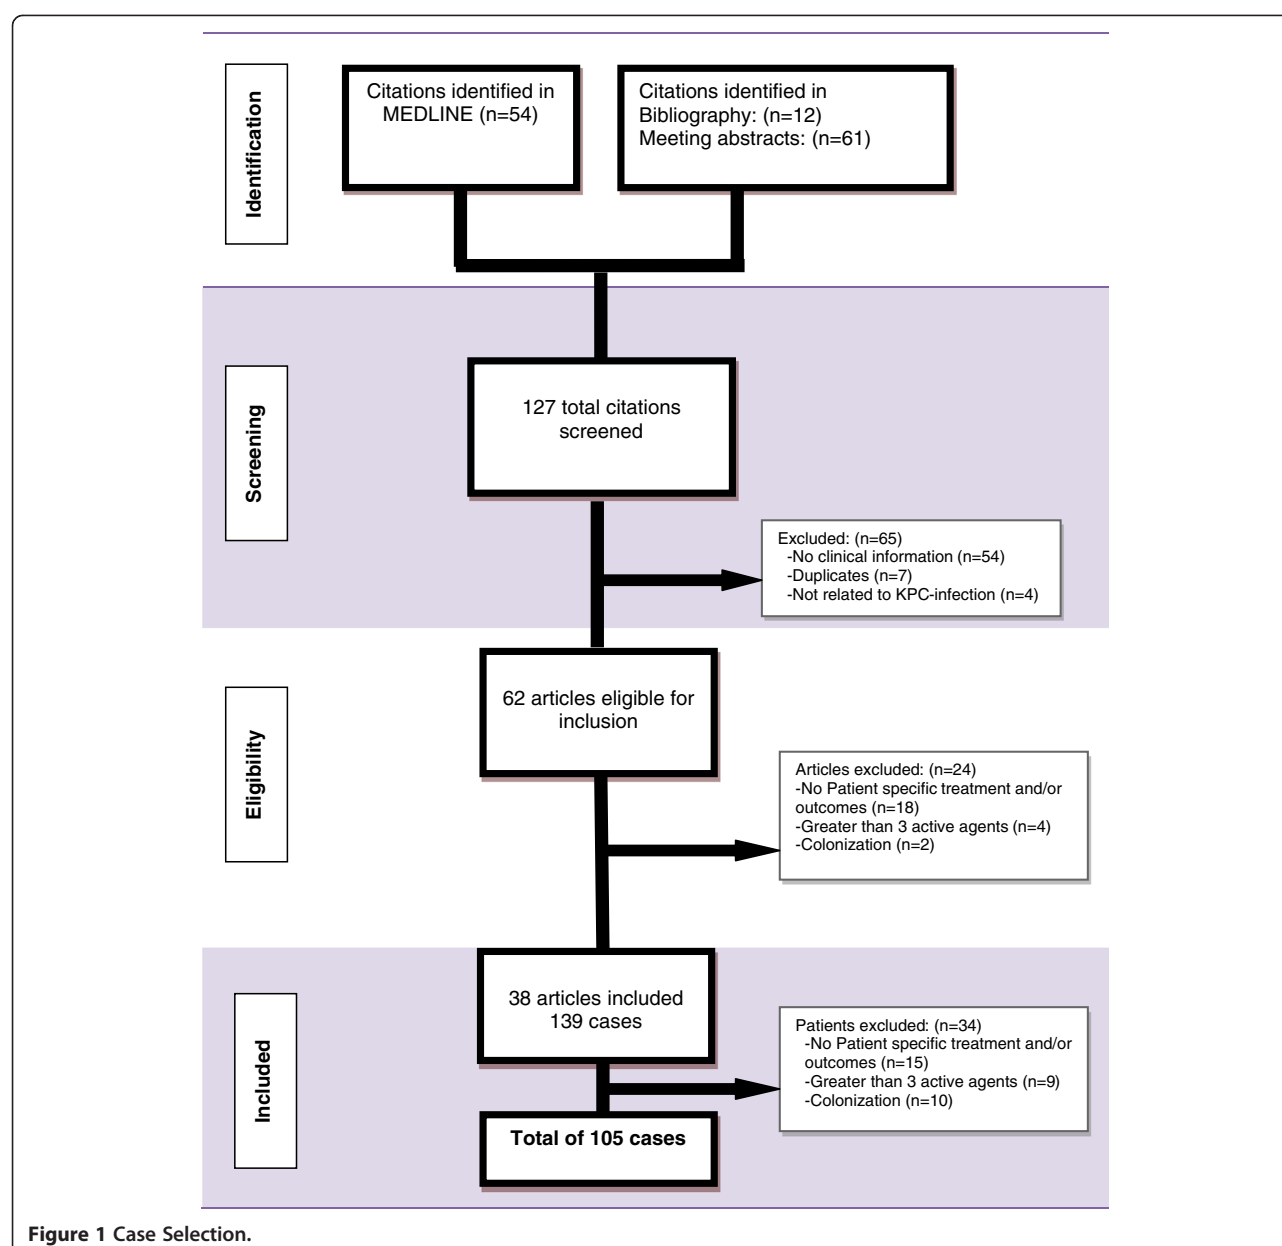 Identification
Citations identified in
MEDLINE (n=54)
Citations identified in
Bibliography: (n=12)
Meeting abstracts: (n=61)
Screening
127 total citations
screened
Excluded: (n=65)
-No clinical information (n=54)
-Duplicates (n=7)
-Not related to KPC-infection (n=4)
Eligibility
62 articles eligible for
inclusion
Articles excluded: (n=24)
-No Patient specific treatment and/or
outcomes (n=18)
-Greater than 3 active agents (n=4)
-Colonization (n=2)
Included
38 articles included
139 cases
Patients excluded: (n=34)
-No Patient specific treatment and/or
outcomes (n=15)
-Greater than 3 active agents (n=9)
-Colonization (n=10)
Total of 105 cases
Figure 1 Case Selection.